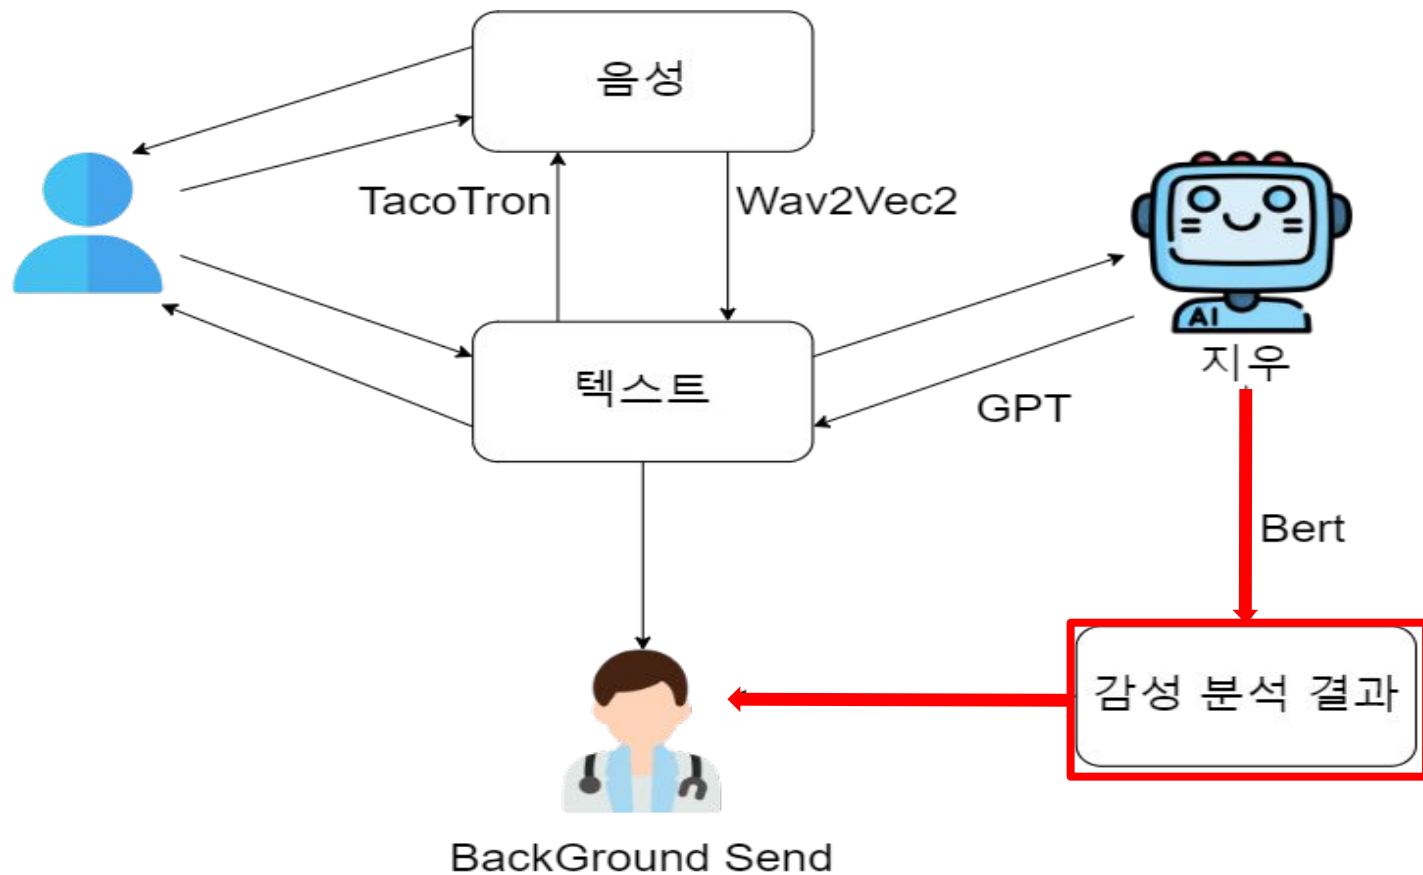 음성
TacoTron
Wav2Vec2
텍스트
AI
지우
GPT
Bert
감성 분석 결과
BackGround Send